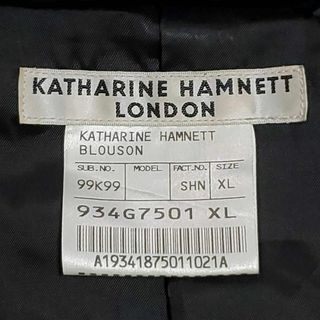 KATHARINE HAMNETT
LONDON
KATHARINE HAMNETT
BLOUSON
SUB.NO. MODEL FACT.NO. SIZE
99K99 SHN XL
934G7501 XL
A19341875011021A